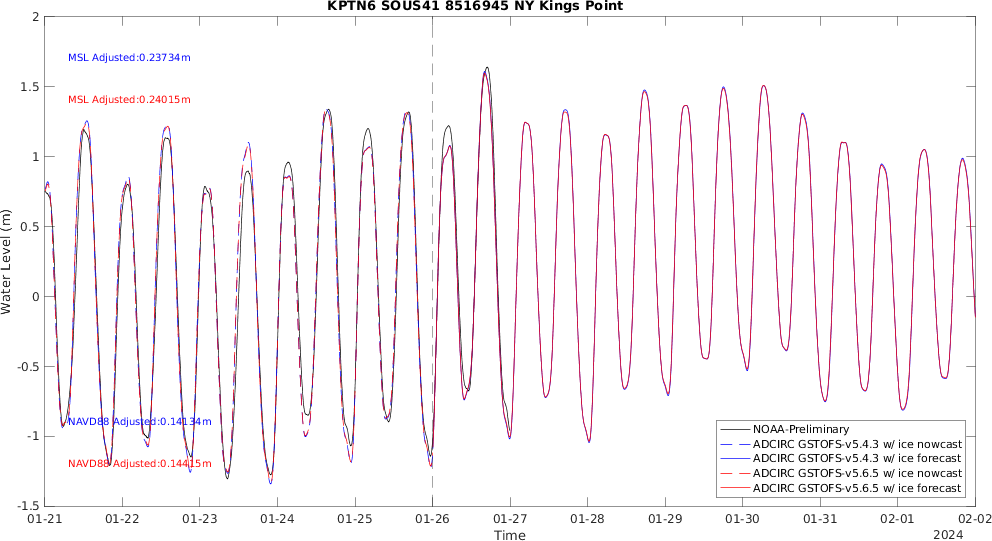 KPTN6 SOUS41 8516945 NY Kings Point
MSL Adjusted:0.23734m
MSL Adjusted:0.24015m
NAVD88 Adjusted:0.14134m
NAVD88 Adjusted:0.14415m
Water Level (m)
2
1.5
1
0.5
0
-0.5
-1
-1.5
NOAA-Preliminary
ADCIRC GSTOFS-v5.4.3 w/ ice nowcast
ADCIRC GSTOFS-v5.4.3 w/ ice forecast
ADCIRC GSTOFS-v5.6.5 w/ ice nowcast
ADCIRC GSTOFS-v5.6.5 w/ ice forecast
01-21 01-22 01-23 01-24 01-25 01-26 01-27 01-28 01-29 01-30 01-31 02-01 02-02
Time
2024